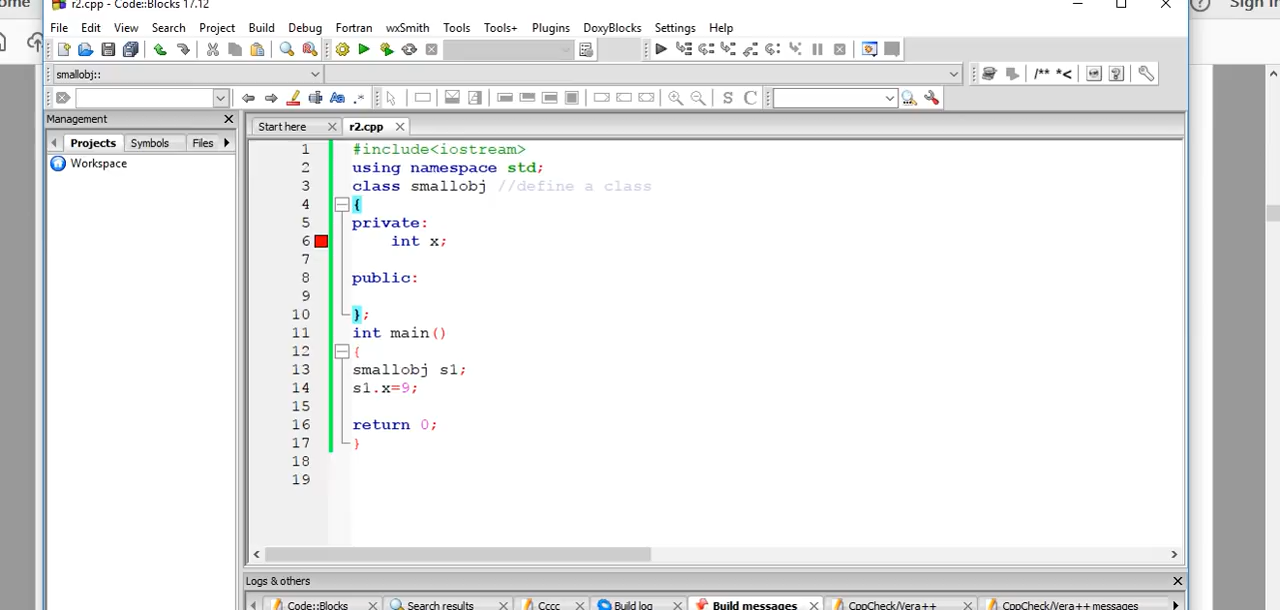 ome
Sign In
r2.cpp - Code::Blocks 17.12
File Edit View Search Project Build Debug Fortran wxSmith Tools Tools+ Plugins DoxyBlocks Settings Help
smallobj::
/** *<
S C
Management
Start here r2.cpp
Projects Symbols Files
Workspace
1 #include<iostream>
2 using namespace std;
3 class smallobj //define a class
4 {
5 private:
6 int x;
7
8 public:
9
10 };
11 int main()
12 {
13 smallobj s1;
14 s1.x=9;
15
16 return 0;
17 }
18
19
Logs & others
Code::Blocks Search results Cccc Build log Build messages CppCheck/Vera++ CppCheck/Vera++ messages